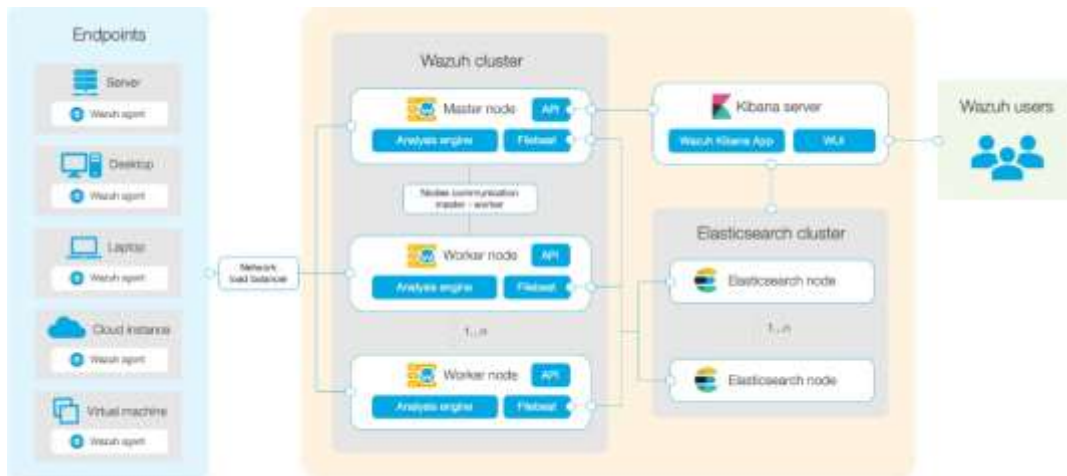 Endpoints
Server
Wazuh agent
Desktop
Wazuh agent
Laptop
Wazuh agent
Cloud instance
Wazuh agent
Virtual machine
Wazuh agent
Network
load balancer
Wazuh cluster
Master node
API
Analysis engine
Filebeat
Nodes communication
master - worker
Worker node
API
Analysis engine
Filebeat
1...n
Worker node
API
Analysis engine
Filebeat
Kibana server
Wazuh Kibana App
WUI
Elasticsearch cluster
Elasticsearch node
1...n
Elasticsearch node
Wazuh users